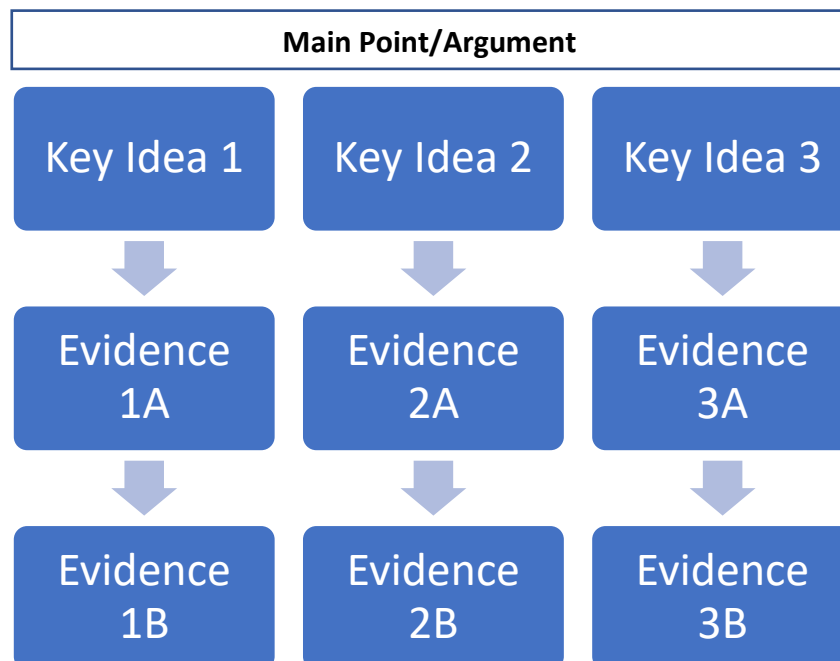 Main Point/Argument
Key Idea 1
Key Idea 2
Key Idea 3
Evidence
1A
Evidence
2A
Evidence
3A
Evidence
1B
Evidence
2B
Evidence
3B